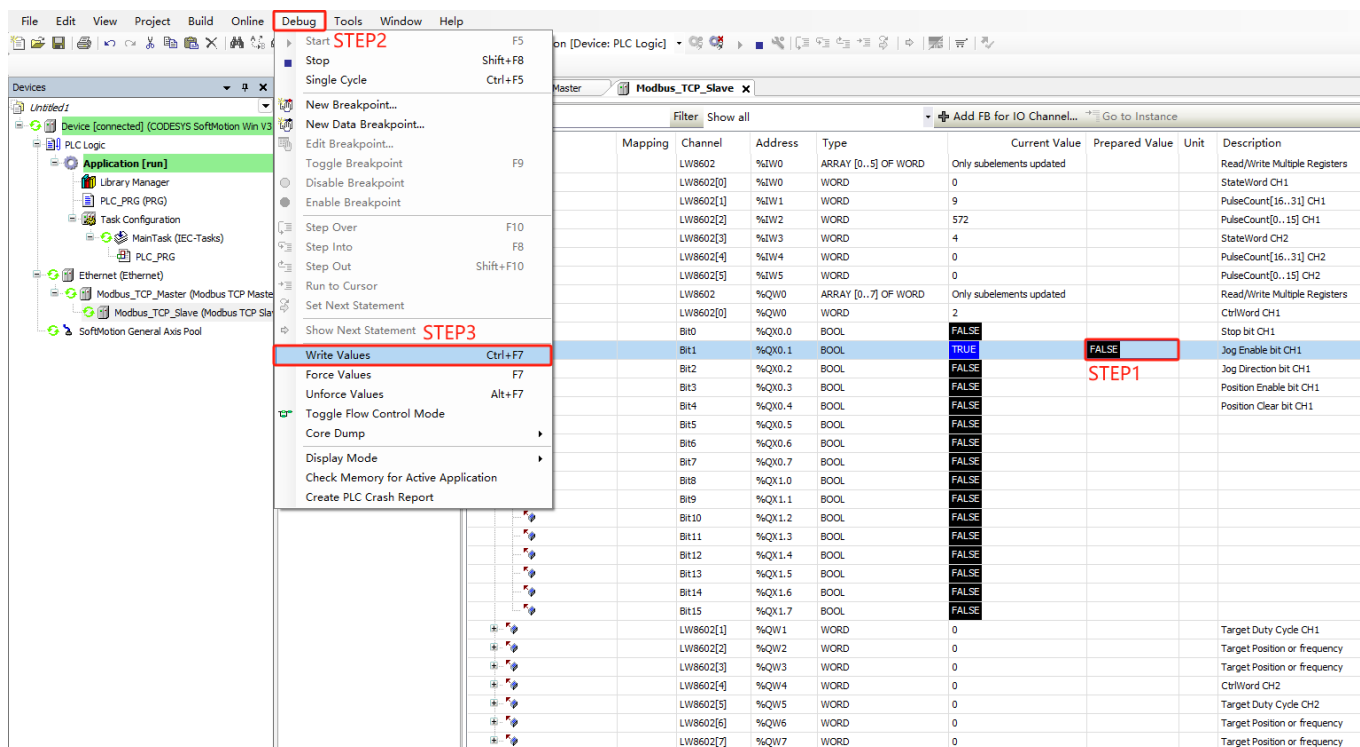 File Edit View Project Build Online Debug Tools Window Help
Start STEP2 F5
on [Device: PLC Logic]
Stop Shift+F8
Single Cycle Ctrl+F5
Devices
Master Modbus_TCP_Slave
Untitled1
New Breakpoint...
Filter Show all Add FB for IO Channel... Go to Instance
Device [connected] (CODESYS SoftMotion Win V3
New Data Breakpoint...
PLC Logic
Edit Breakpoint...
Mapping Channel Address Type Current Value Prepared Value Unit Description
Application [run]
Toggle Breakpoint F9
LW8602 %IW0 ARRAY [0..5] OF WORD Only subelements updated Read/Write Multiple Registers
Library Manager
Disable Breakpoint
LW8602[0] %IW0 WORD 0 StateWord CH1
PLC_PRG (PRG)
Enable Breakpoint
LW8602[1] %IW1 WORD 9 PulseCount[16..31] CH1
Task Configuration
Step Over F10
LW8602[2] %IW2 WORD 572 PulseCount[0..15] CH1
MainTask (IEC-Tasks)
Step Into F8
LW8602[3] %IW3 WORD 4 StateWord CH2
PLC_PRG
Step Out Shift+F10
LW8602[4] %IW4 WORD 0 PulseCount[16..31] CH2
Ethernet (Ethernet)
Run to Cursor
LW8602[5] %IW5 WORD 0 PulseCount[0..15] CH2
Modbus_TCP_Master (Modbus TCP Maste
Set Next Statement
LW8602 %QW0 ARRAY [0..7] OF WORD Only subelements updated Read/Write Multiple Registers
Modbus_TCP_Slave (Modbus TCP Slav
LW8602[0] %QW0 WORD 2 CtrlWord CH1
SoftMotion General Axis Pool
Show Next Statement STEP3
Bit0 %QX0.0 BOOL FALSE Stop bit CH1
Write Values Ctrl+F7
Bit1 %QX0.1 BOOL TRUE FALSE Jog Enable bit CH1
Force Values F7
Bit2 %QX0.2 BOOL FALSE STEP1 Jog Direction bit CH1
Unforce Values Alt+F7
Bit3 %QX0.3 BOOL FALSE Position Enable bit CH1
Toggle Flow Control Mode
Bit4 %QX0.4 BOOL FALSE Position Clear bit CH1
Core Dump
Bit5 %QX0.5 BOOL FALSE
Bit6 %QX0.6 BOOL FALSE
Display Mode
Bit7 %QX0.7 BOOL FALSE
Check Memory for Active Application
Bit8 %QX1.0 BOOL FALSE
Create PLC Crash Report
Bit9 %QX1.1 BOOL FALSE
Bit10 %QX1.2 BOOL FALSE
Bit11 %QX1.3 BOOL FALSE
Bit12 %QX1.4 BOOL FALSE
Bit13 %QX1.5 BOOL FALSE
Bit14 %QX1.6 BOOL FALSE
Bit15 %QX1.7 BOOL FALSE
LW8602[1] %QW1 WORD 0 Target Duty Cycle CH1
LW8602[2] %QW2 WORD 0 Target Position or frequency
LW8602[3] %QW3 WORD 0 Target Position or frequency
LW8602[4] %QW4 WORD 0 CtrlWord CH2
LW8602[5] %QW5 WORD 0 Target Duty Cycle CH2
LW8602[6] %QW6 WORD 0 Target Position or frequency
LW8602[7] %QW7 WORD 0 Target Position or frequency